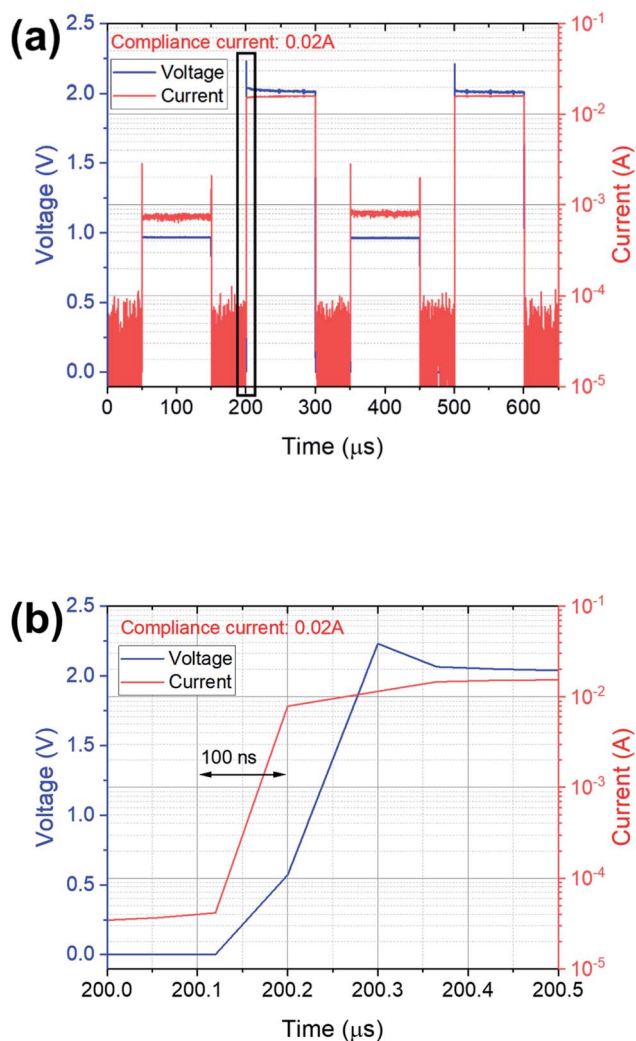 (a)
Compliance current: 0.02A
Voltage
Current
Voltage (V)
2.5
2.0
1.5
1.0
0.5
0.0
Current (A)
10⁻¹
10⁻²
10⁻³
10⁻⁴
10⁻⁵
0 100 200 300 400 500 600
Time (μs)
(b)
Compliance current: 0.02A
Voltage
Current
100 ns
Voltage (V)
2.5
2.0
1.5
1.0
0.5
0.0
Current (A)
10⁻¹
10⁻²
10⁻³
10⁻⁴
10⁻⁵
200.0 200.1 200.2 200.3 200.4 200.5
Time (μs)